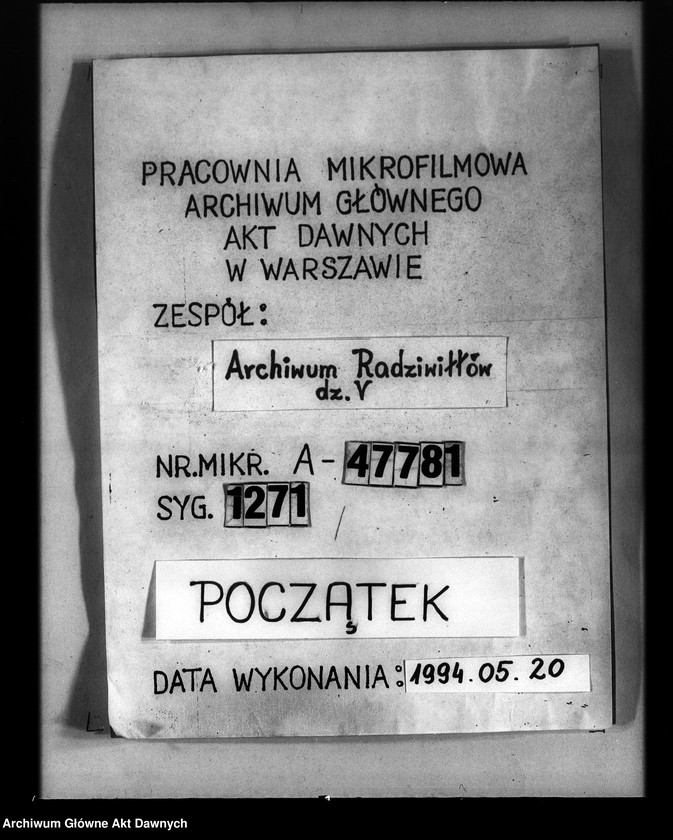 PRACOWNIA MIKROFILMOWA
ARCHIWUM GŁÓWNEGO
AKT DAWNYCH
W WARSZAWIE
ZESPÓŁ:
Archiwum Radziwiłłów
dz. V
NR.MIKR. A-47781
SYG. 1271
POCZĄTEK
DATA WYKONANIA: 1994.05.20
Archiwum Główne Akt Dawnych